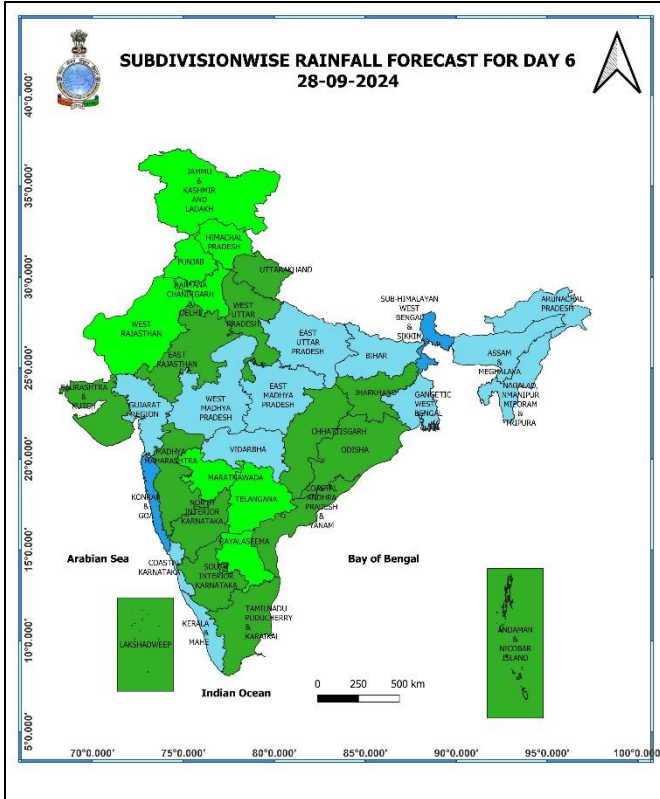 SUBDIVISIONWISE RAINFALL FORECAST FOR DAY 6
28-09-2024
40°0.000'
35°0.000'
30°0.000'
25°0.000'
20°0.000'
15°0.000'
10°0.000'
5°0.000'
JAMMU
&
KASHMIR
AND
LADAKH
HIMACHAL
PRADESH
PUNJAB
UTTARAKHAND
CHANDIGARH
&
DELHI
WEST
UTTAR
PRADESH
WEST
RAJASTHAN
EAST
RAJASTHAN
EAST
UTTAR
PRADESH
SUB-HIMALAYAN
WEST
BENGAL
&
SIKKIM
ARUNACHAL
PRADESH
BIHAR
ASSAM
&
MEGHALAYA
NAGALAD,
NMANIPUR
MIZORAM
&
TRIPURA
SAURASHTRA
&
KUTCH
GUJARAT
REGION
WEST
MADHYA
PRADESH
EAST
MADHYA
PRADESH
JHARKHAND
GANGETIC
WEST
BENGAL
CHHATTISGARH
ODISHA
VIDARBHA
MADHYA
MAHARASHTRA
MARATHAWADA
TELANGANA
COASTAL
ANDHRA
PRADESH
&
YANAM
KONKAN
&
GOA
NORTH
INTERIOR
KARNATAKA
RAYALASEEMA
Arabian Sea
Bay of Bengal
COASTAL
KARNATAKA
SOUTH
INTERIOR
KARNATAKA
TAMILNADU
PUDUCHERRY
&
KARAIKAL
KERALA
&
MAHE
LAKSHADWEEP
ANDAMAN
&
NICOBAR
ISLAND
Indian Ocean
0 250 500 km
70°0.000' 75°0.000' 80°0.000' 85°0.000' 90°0.000' 95°0.000' 100°0.000'